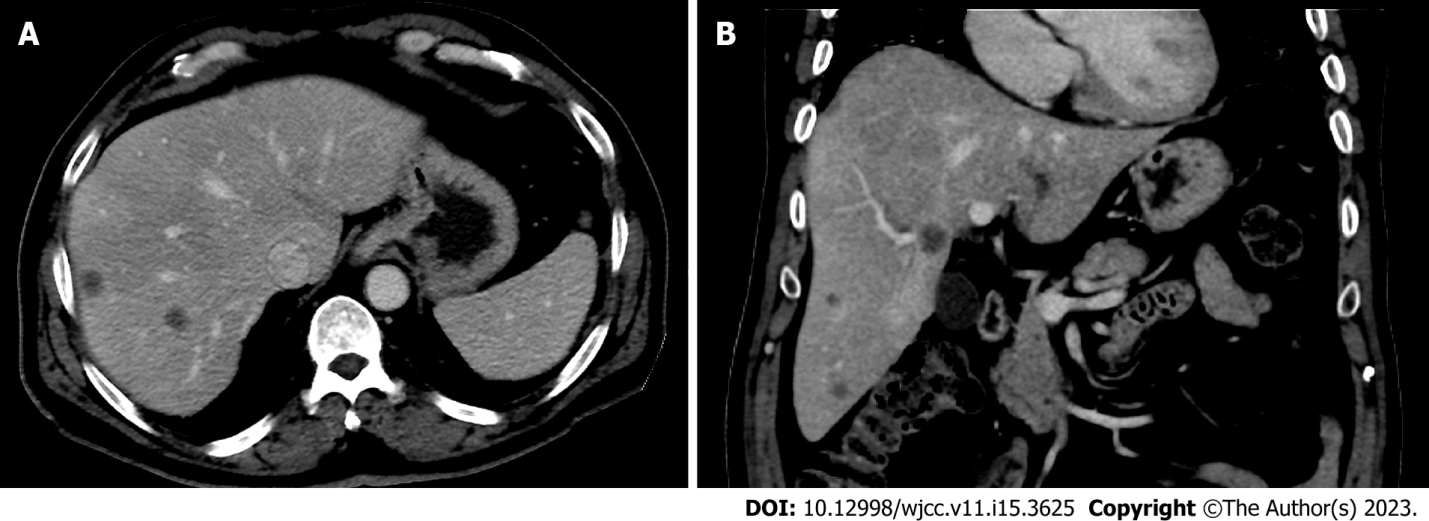 A
B
DOI: 10.12998/wjcc.v11.i15.3625 Copyright ©The Author(s) 2023.